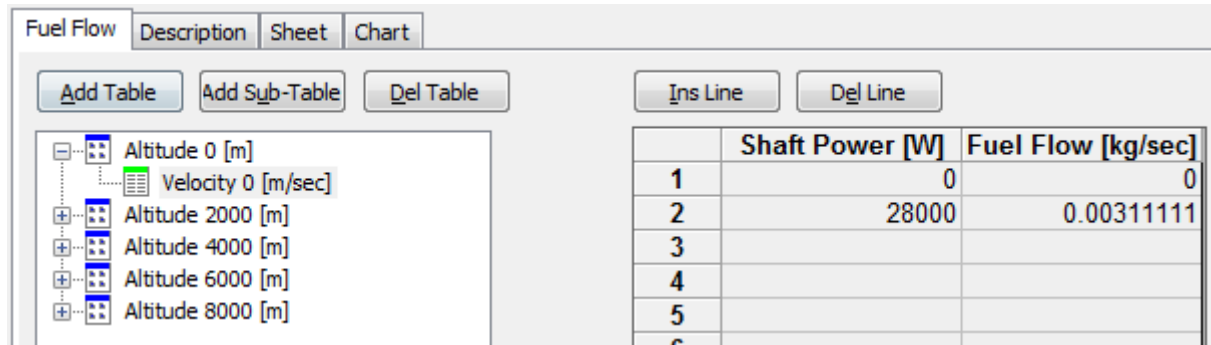 Fuel Flow Description Sheet Chart
Add Table Add Sub-Table Del Table Ins Line Del Line
Altitude 0 [m]
Velocity 0 [m/sec]
Altitude 2000 [m]
Altitude 4000 [m]
Altitude 6000 [m]
Altitude 8000 [m]
Shaft Power [W] Fuel Flow [kg/sec]
1 0 0
2 28000 0.00311111
3
4
5